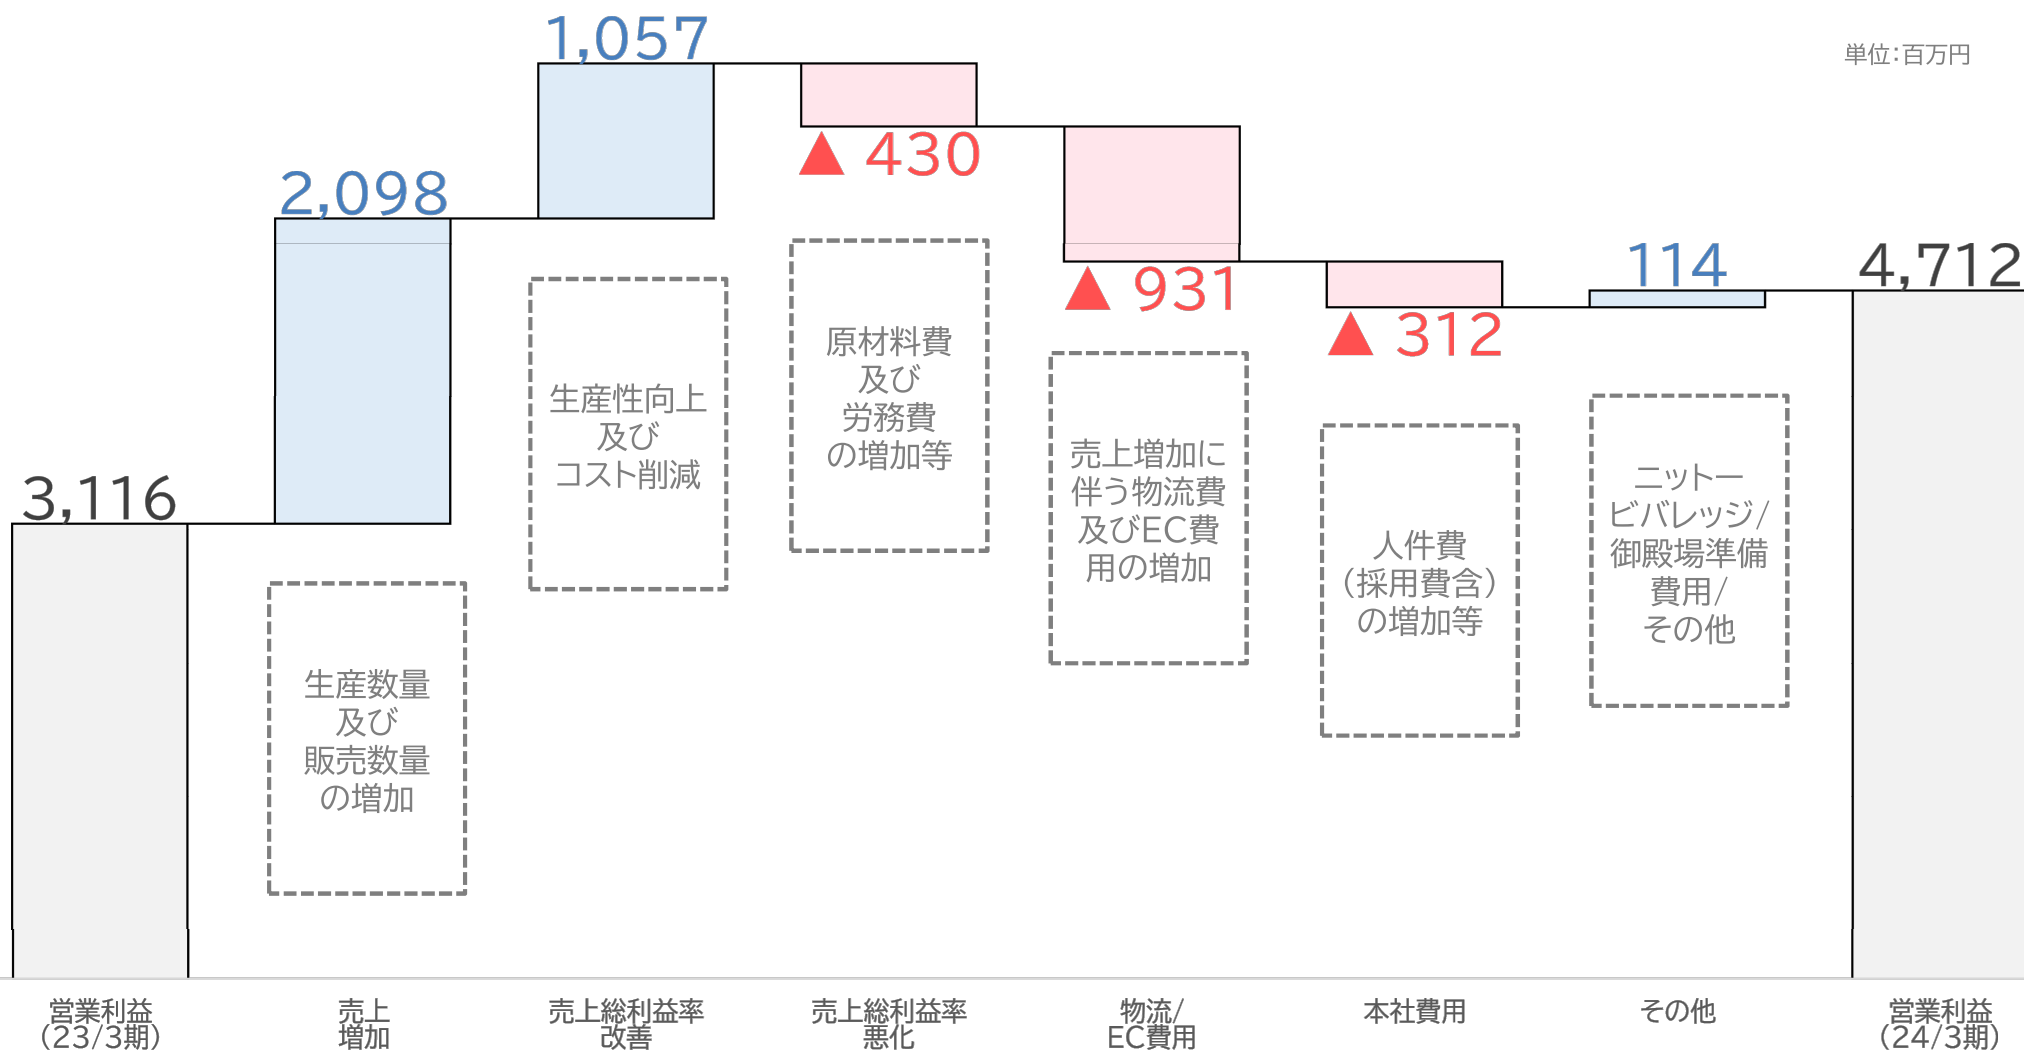 単位：百万円
3,116
2,098
1,057
▲ 430
▲ 931
▲ 312
114
4,712
生産数量
及び
販売数量
の増加
生産性向上
及び
コスト削減
原材料費
及び
労務費
の増加等
売上増加に
伴う物流費
及びEC費
用の増加
人件費
（採用費含）
の増加等
ニットー
ビバレッジ/
御殿場準備
費用/
その他
営業利益
（23/3期）
売上
増加
売上総利益率
改善
売上総利益率
悪化
物流/
EC費用
本社費用
その他
営業利益
（24/3期）